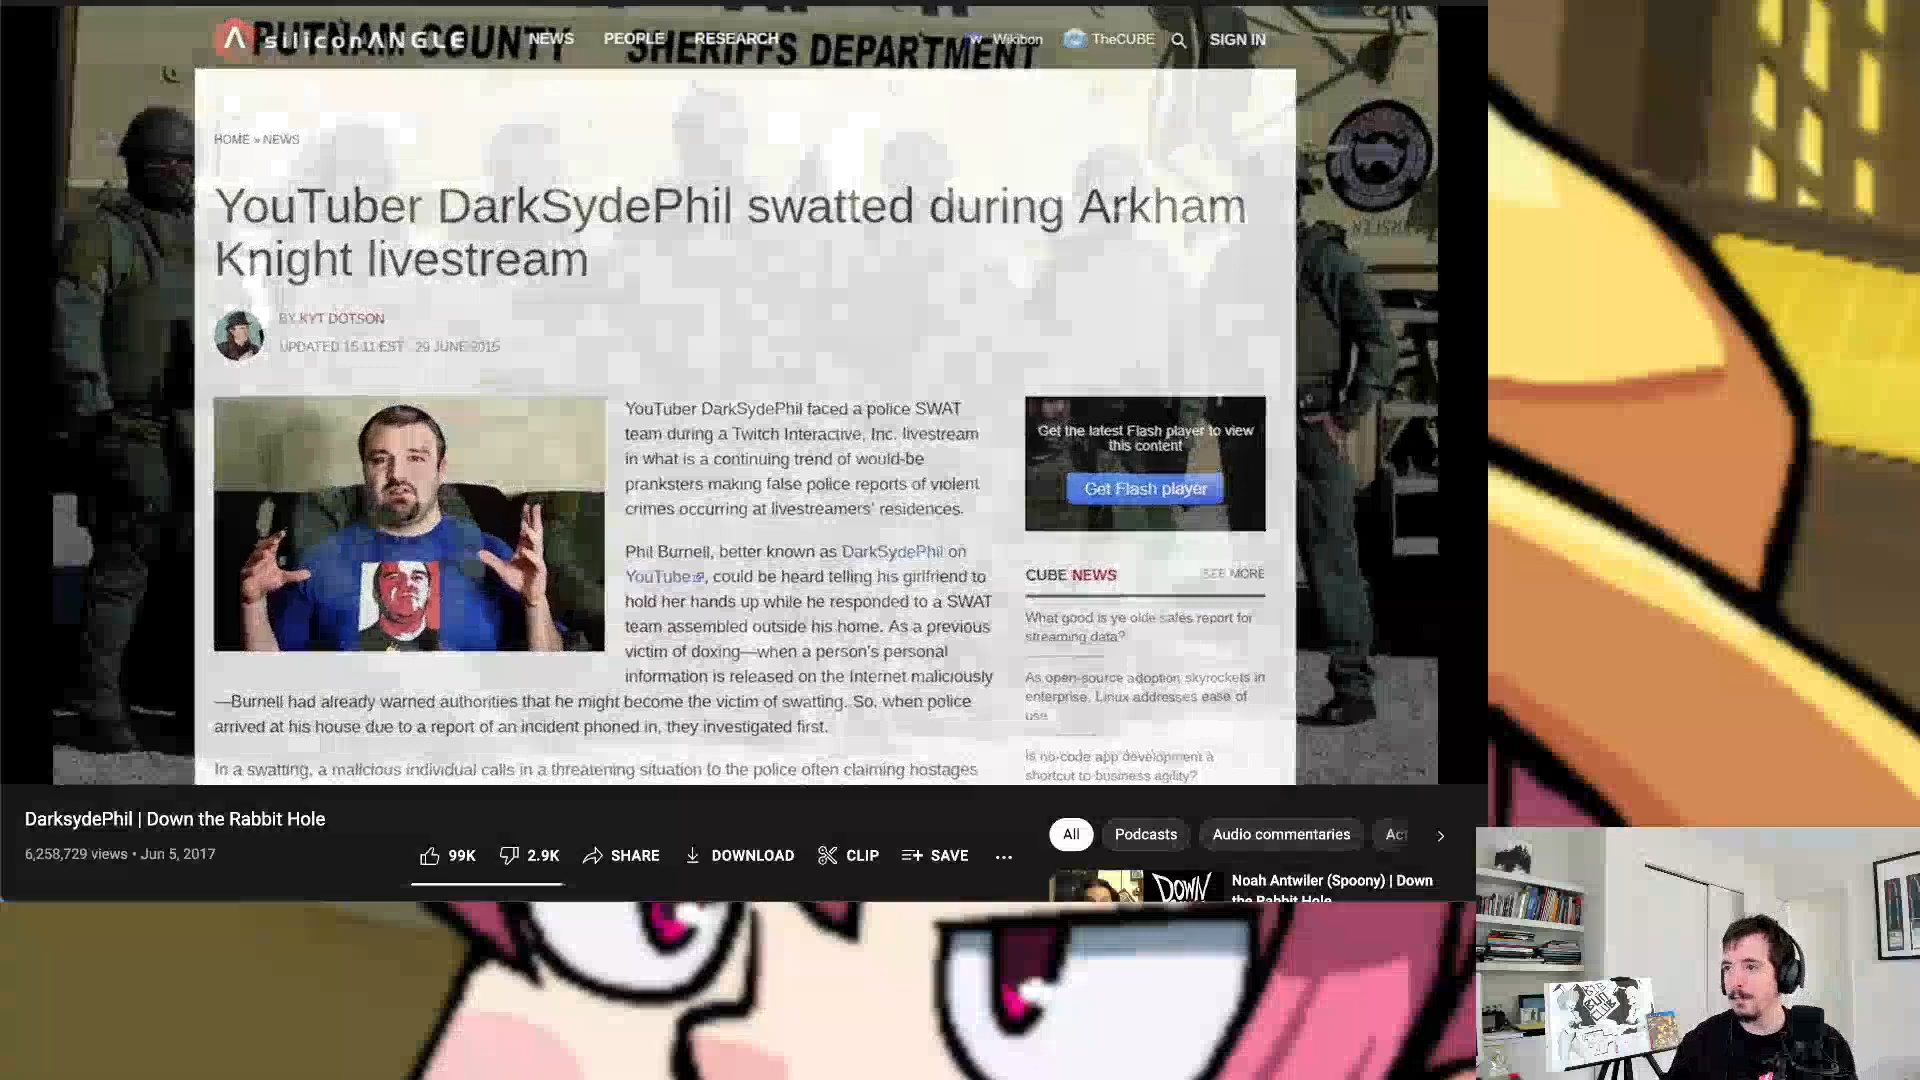 PUTNAM COUNTY SHERIFFS DEPARTMENT
siliconANGLE NEWS PEOPLE RESEARCH Wikibon TheCUBE SIGN IN
HOME » NEWS
YouTuber DarkSydePhil swatted during Arkham
Knight livestream
BY KYT DOTSON
UPDATED 15:11 EST . 29 JUNE 2015
YouTuber DarkSydePhil faced a police SWAT
team during a Twitch Interactive, Inc. livestream
in what is a continuing trend of would-be
pranksters making false police reports of violent
crimes occurring at livestreamers' residences.
Phil Burnell, better known as DarkSydePhil on
YouTube, could be heard telling his girlfriend to
hold her hands up while he responded to a SWAT
team assembled outside his home. As a previous
victim of doxing—when a person's personal
information is released on the Internet maliciously
—Burnell had already warned authorities that he might become the victim of swatting. So, when police
arrived at his house due to a report of an incident phoned in, they investigated first.
In a swatting, a malicious individual calls in a threatening situation to the police often claiming hostages
Get the latest Flash player to view
this content
Get Flash player
CUBE NEWS SEE MORE
What good is ye olde sales report for
streaming data?
As open-source adoption skyrockets in
enterprise, Linux addresses ease of
use
Is no-code app development a
shortcut to business agility?
DarksydePhil | Down the Rabbit Hole
6,258,729 views • Jun 5, 2017
99K 2.9K SHARE DOWNLOAD CLIP SAVE ...
All Podcasts Audio commentaries
DOWN
Noah Antwiler (Spoony) | Down
the Rabbit Hole